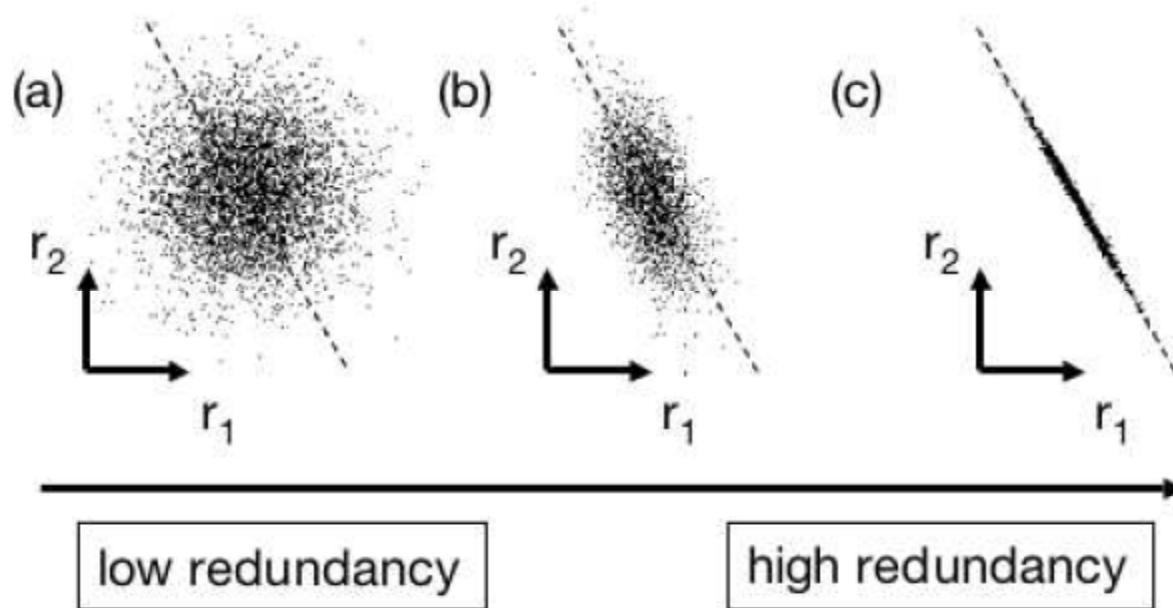 (a)
(b)
(c)
r₂
r₂
r₂
r₁
r₁
r₁
low redundancy
high redundancy